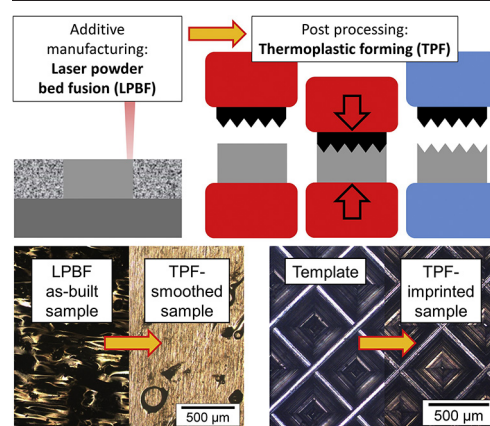 Additive
manufacturing:
Laser powder
bed fusion (LPBF)
Post processing:
Thermoplastic forming (TPF)
LPBF
as-built
sample
TPF-
smoothed
sample
500 µm
Template
TPF-
imprinted
sample
500 µm